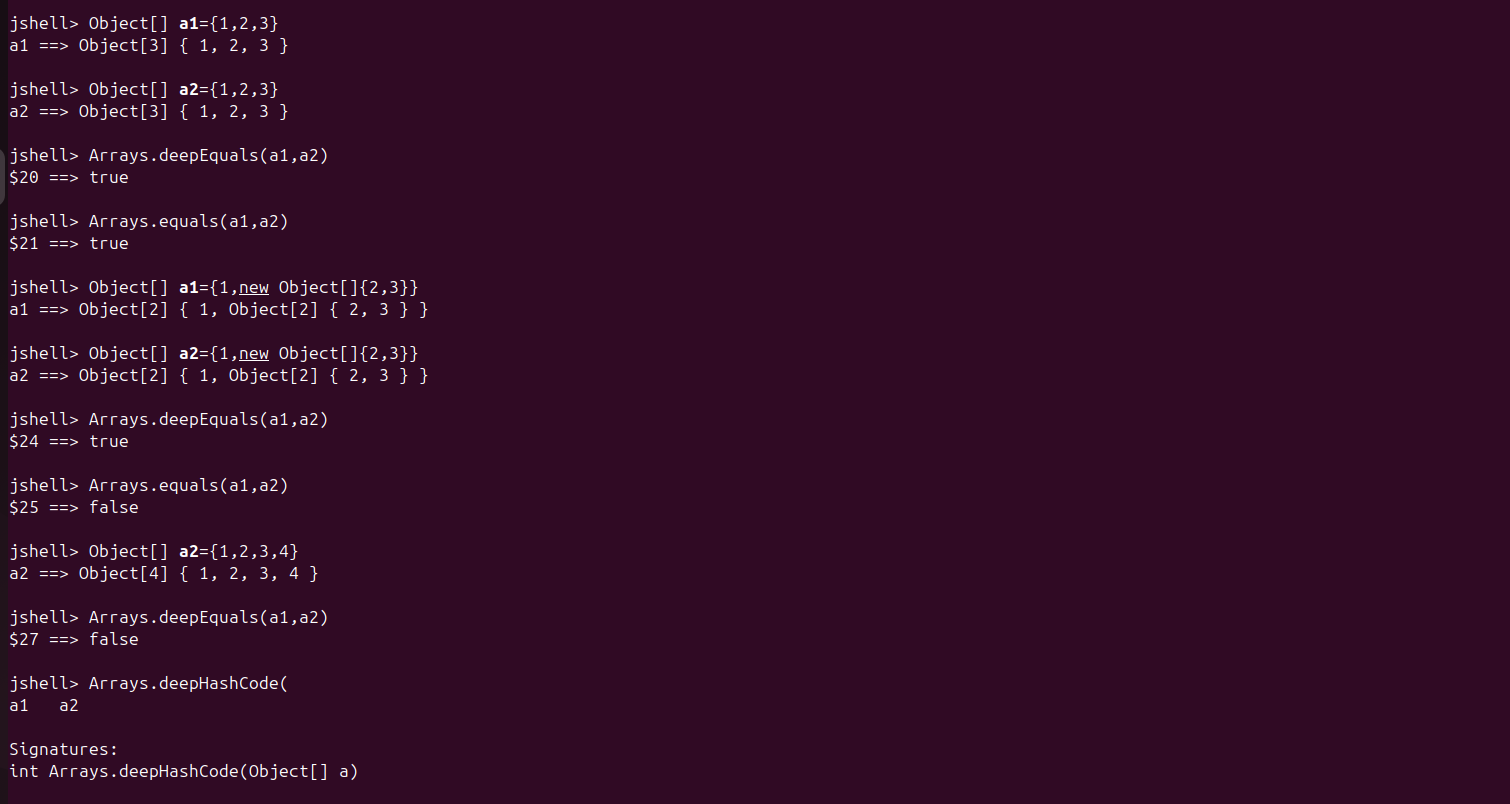 jshell> Object[] a1={1,2,3}
a1 ==> Object[3] { 1, 2, 3 }
jshell> Object[] a2={1,2,3}
a2 ==> Object[3] { 1, 2, 3 }
jshell> Arrays.deepEquals(a1,a2)
$20 ==> true
jshell> Arrays.equals(a1,a2)
$21 ==> true
jshell> Object[] a1={1,new Object[]{2,3}}
a1 ==> Object[2] { 1, Object[2] { 2, 3 } }
jshell> Object[] a2={1,new Object[]{2,3}}
a2 ==> Object[2] { 1, Object[2] { 2, 3 } }
jshell> Arrays.deepEquals(a1,a2)
$24 ==> true
jshell> Arrays.equals(a1,a2)
$25 ==> false
jshell> Object[] a2={1,2,3,4}
a2 ==> Object[4] { 1, 2, 3, 4 }
jshell> Arrays.deepEquals(a1,a2)
$27 ==> false
jshell> Arrays.deepHashCode(
a1   a2
Signatures:
int Arrays.deepHashCode(Object[] a)